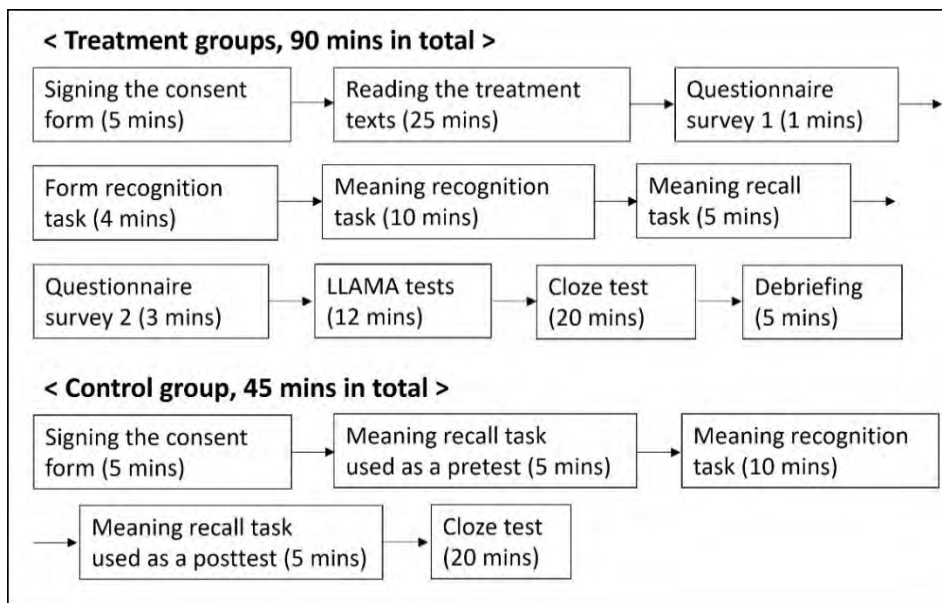 < Treatment groups, 90 mins in total >
Signing the consent
form (5 mins)
Reading the treatment
texts (25 mins)
Questionnaire
survey 1 (1 mins)
Form recognition
task (4 mins)
Meaning recognition
task (10 mins)
Meaning recall
task (5 mins)
Questionnaire
survey 2 (3 mins)
LLAMA tests
(12 mins)
Cloze test
(20 mins)
Debriefing
(5 mins)
< Control group, 45 mins in total >
Signing the consent
form (5 mins)
Meaning recall task
used as a pretest (5 mins)
Meaning recognition
task (10 mins)
Meaning recall task
used as a posttest (5 mins)
Cloze test
(20 mins)